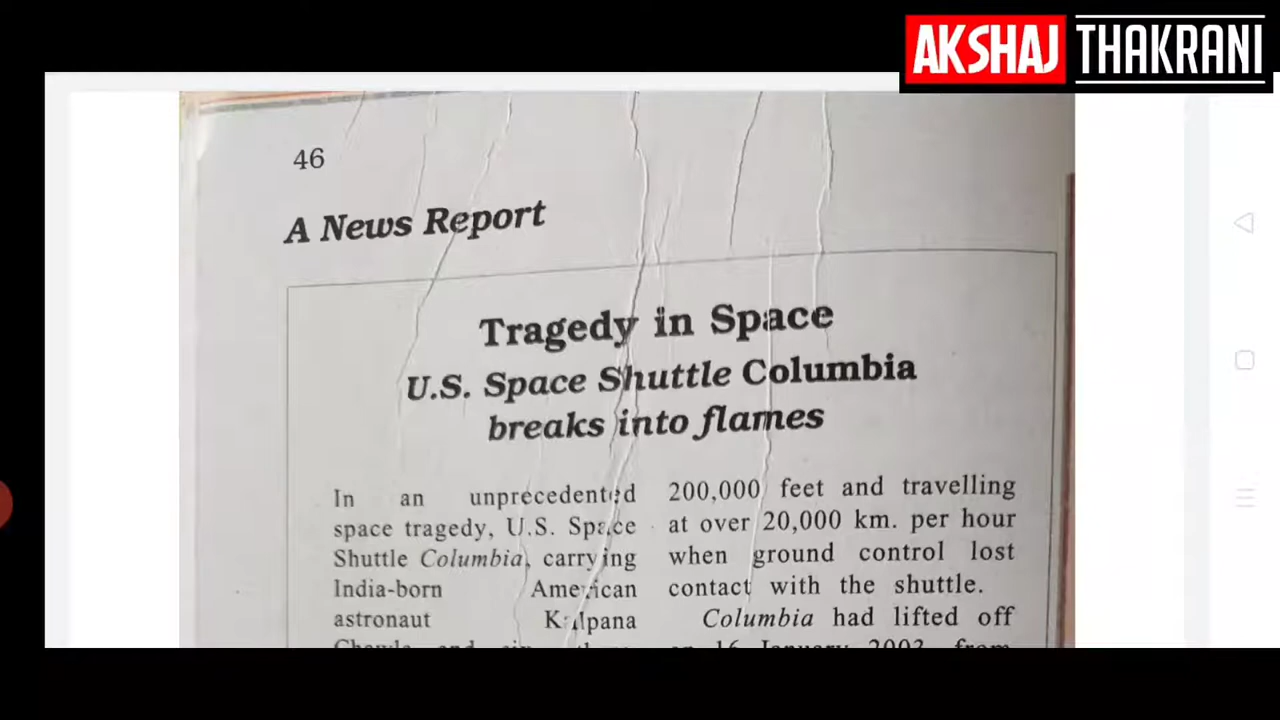 AKSHAJ THAKRANI
46
A News Report
Tragedy in Space
U.S. Space Shuttle Columbia
breaks into flames
In an unprecedented
space tragedy, U.S. Space
Shuttle Columbia, carrying
India-born American
astronaut Kalpana
200,000 feet and travelling
at over 20,000 km. per hour
when ground control lost
contact with the shuttle.
Columbia had lifted off